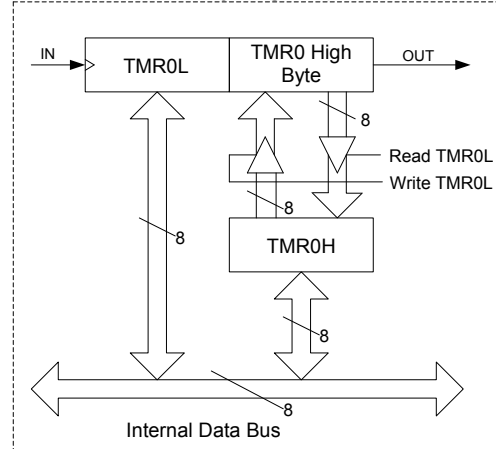 IN
TMR0L
TMR0 High
Byte
OUT
8
Read TMR0L
Write TMR0L
8
TMR0H
8
8
8
Internal Data Bus